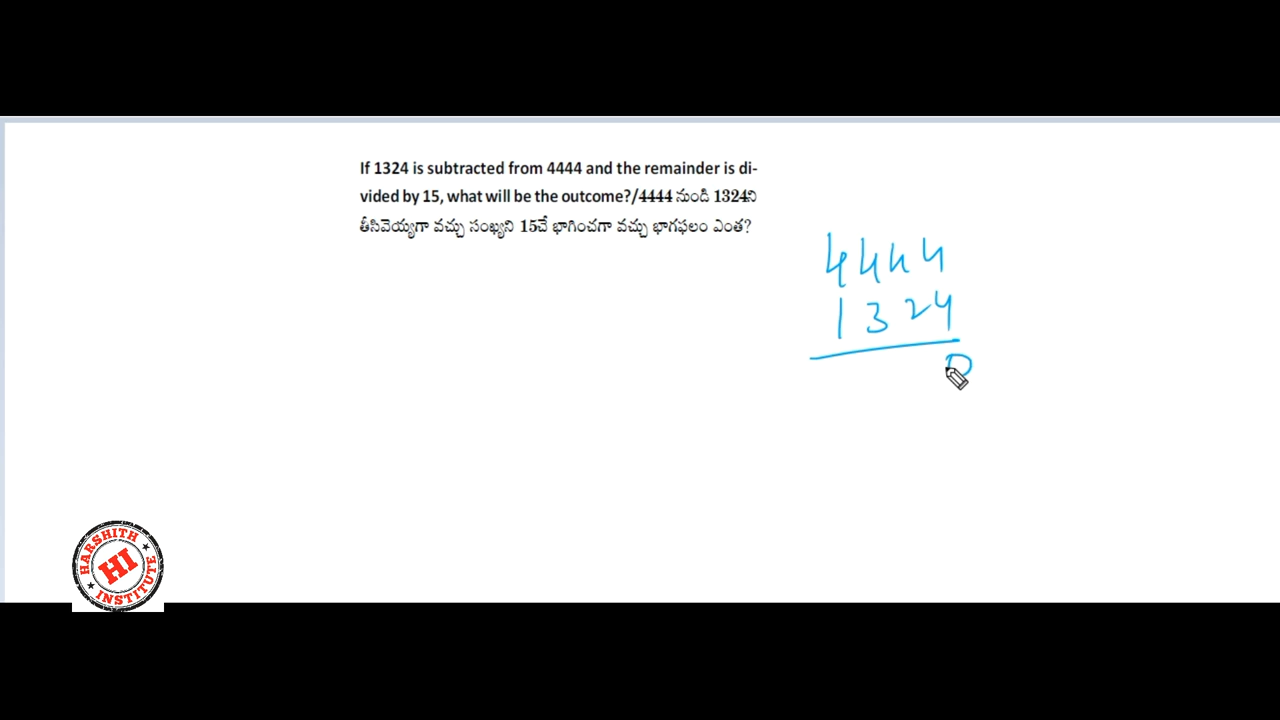 If 1324 is subtracted from 4444 and the remainder is di-
vided by 15, what will be the outcome?/4444 నుండి 1324ని
తీసివెయ్యగా వచ్చు సంఖ్యని 15చే భాగించగా వచ్చు భాగఫలం ఎంత?
4444
1324
0
HARSHITH
HI
INSTITUTE